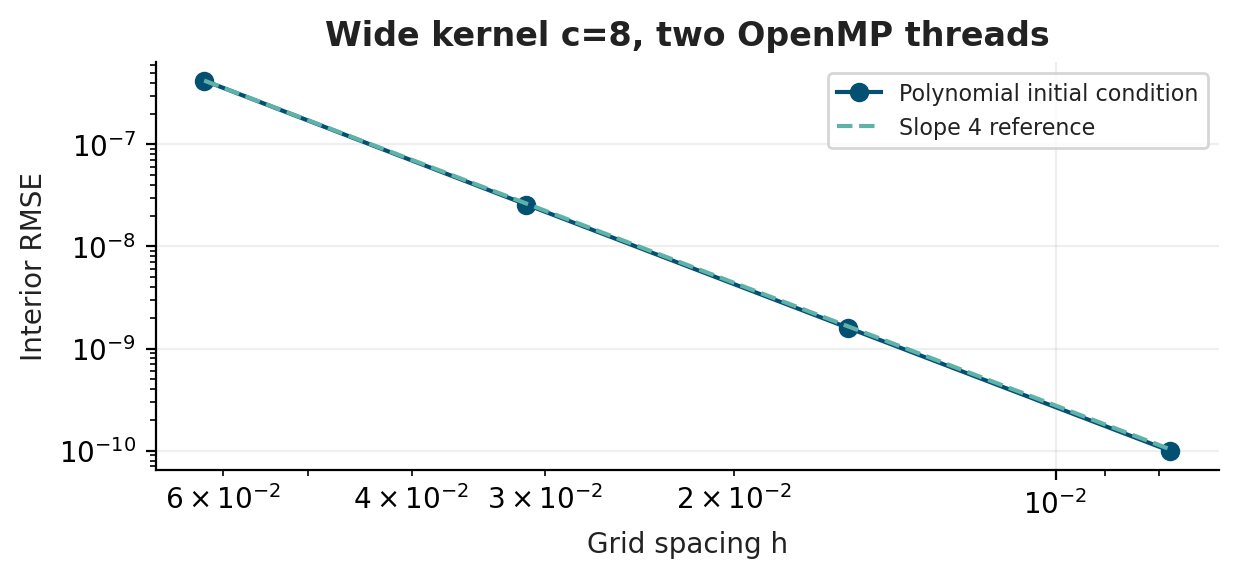 Wide kernel c=8, two OpenMP threads
Polynomial initial condition
Slope 4 reference
Interior RMSE
10⁻⁷
10⁻⁸
10⁻⁹
10⁻¹⁰
6 × 10⁻² 4 × 10⁻² 3 × 10⁻² 2 × 10⁻² 10⁻²
Grid spacing h